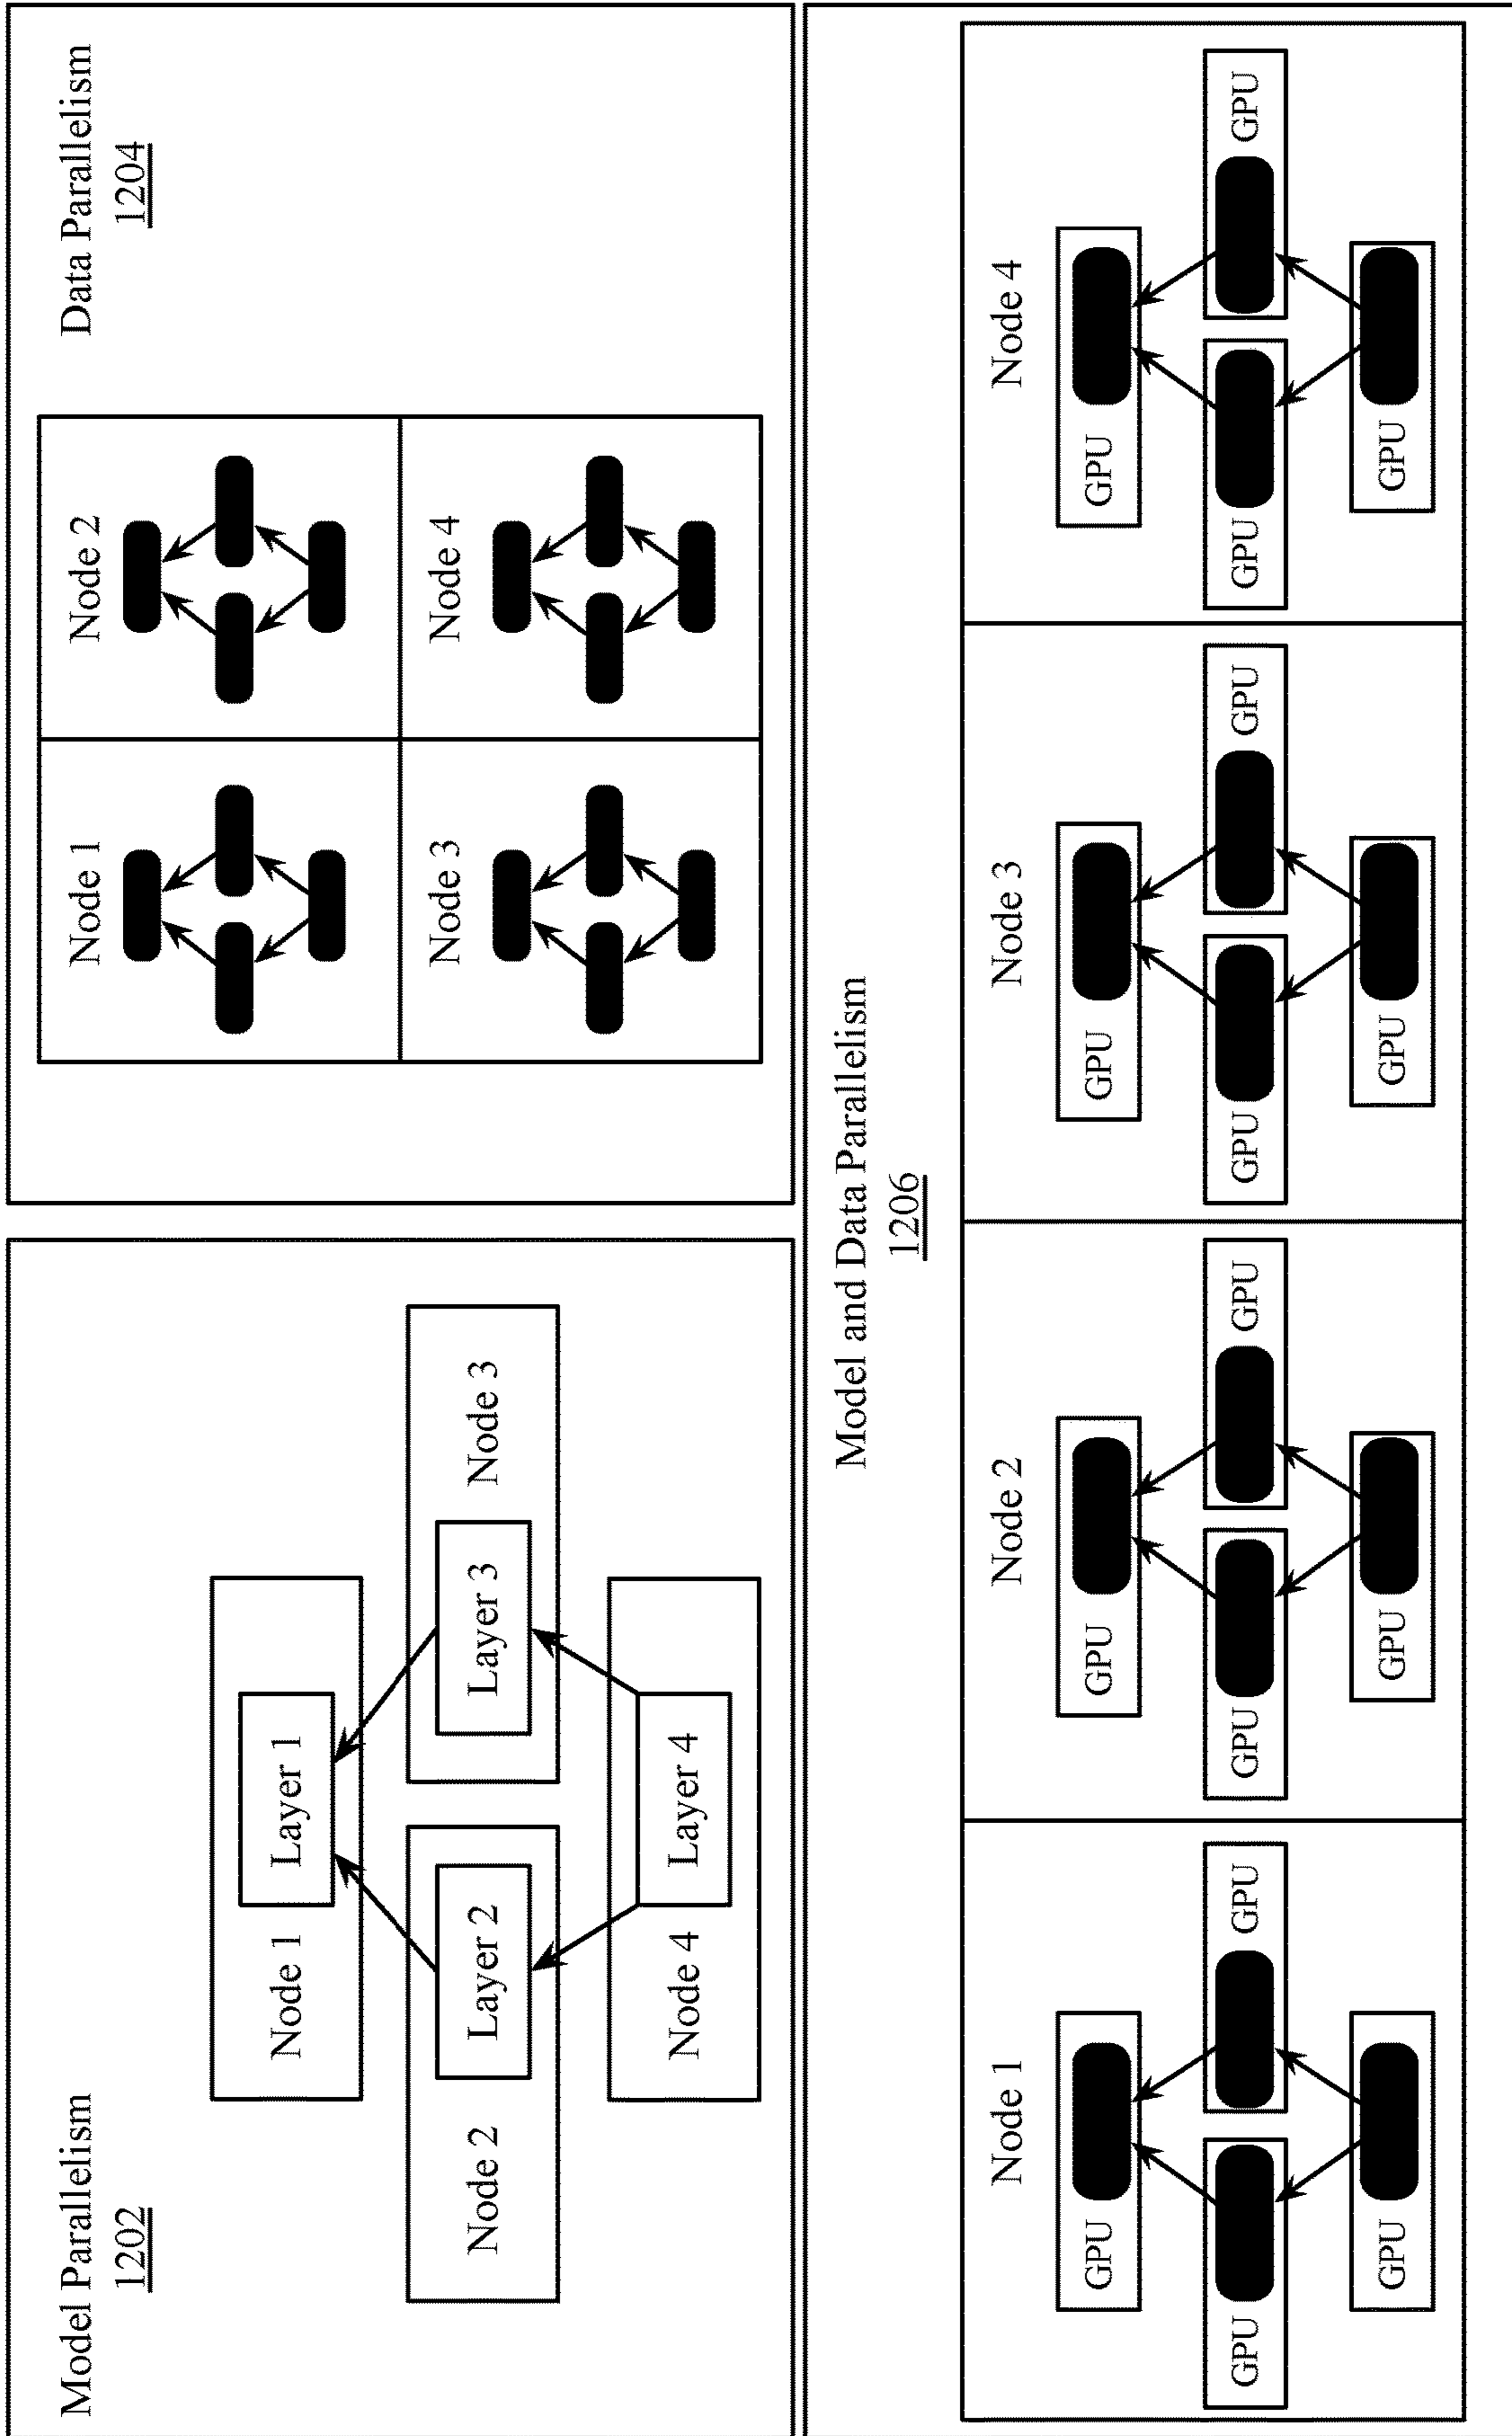 Model Parallelism
1202
Node 1
Layer 1
Node 2
Layer 2
Layer 3
Node 3
Node 4
Layer 4
Data Parallelism
1204
Node 1
Node 2
Node 3
Node 4
Model and Data Parallelism
1206
Node 1
GPU
GPU
GPU
GPU
Node 2
GPU
GPU
GPU
GPU
Node 3
GPU
GPU
GPU
GPU
Node 4
GPU
GPU
GPU
GPU